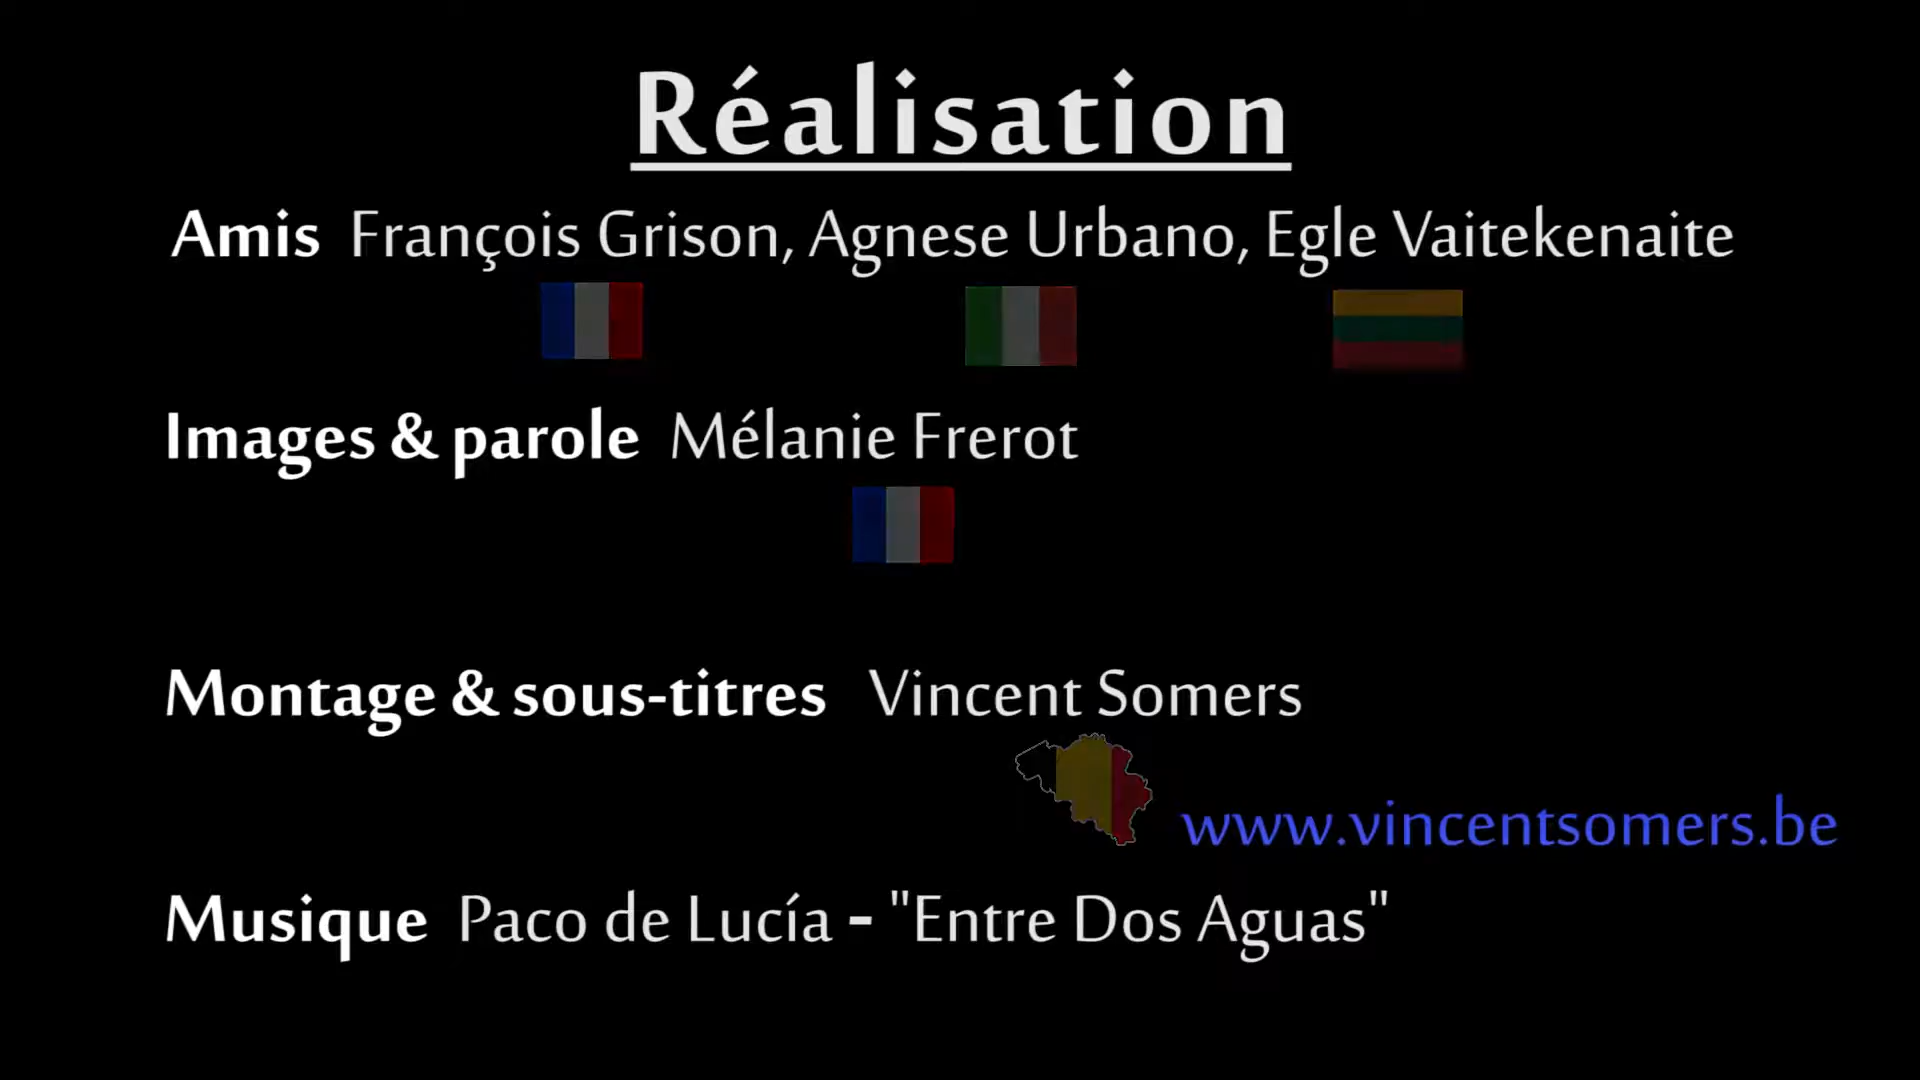 Réalisation
Amis François Grison, Agnese Urbano, Egle Vaitekenaite
Images & parole Mélanie Frerot
Montage & sous-titres Vincent Somers
www.vincentsomers.be
Musique Paco de Lucía - "Entre Dos Aguas"